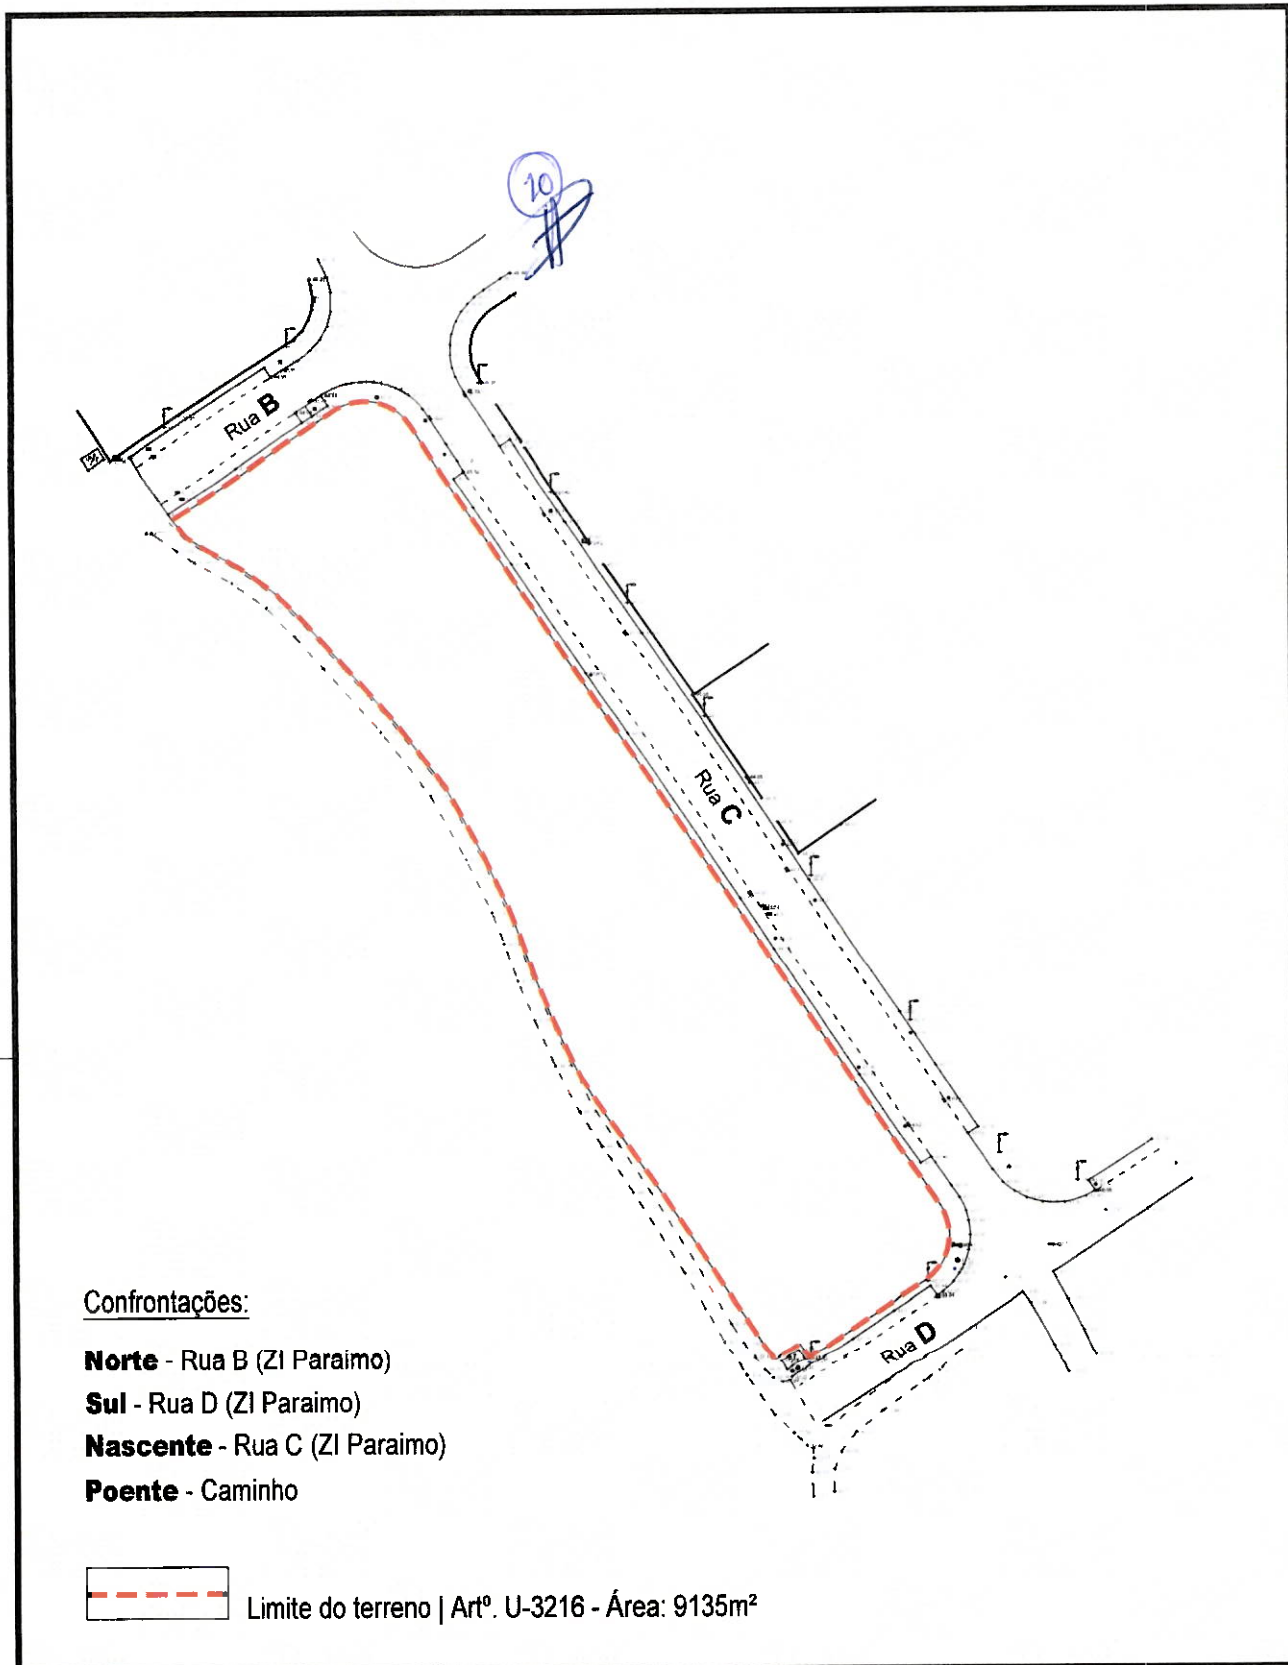 10
Rua B
Rua C
Rua D
Confrontações:
Norte - Rua B (ZI Paraimo)
Sul - Rua D (ZI Paraimo)
Nascente - Rua C (ZI Paraimo)
Poente - Caminho
Limite do terreno | Artº. U-3216 - Área: 9135m²